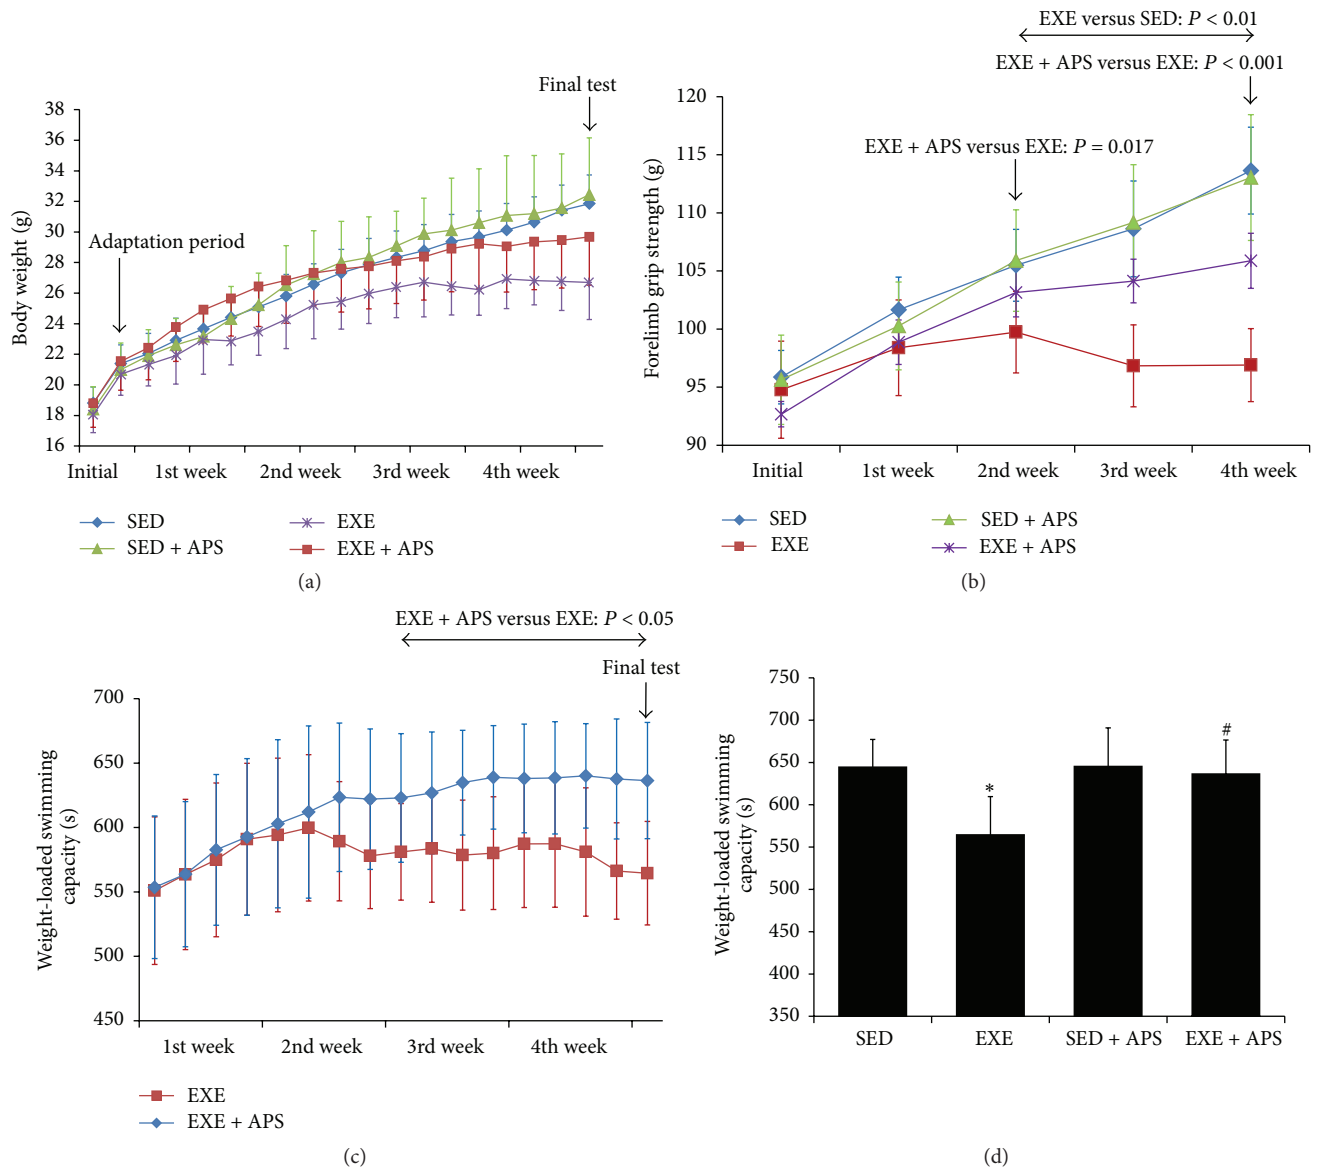 Final test
Adaptation period
Body weight (g)
38
36
34
32
30
28
26
24
22
20
18
16
Initial 1st week 2nd week 3rd week 4th week
SED EXE
SED + APS EXE + APS
(a)
EXE versus SED: P < 0.01
EXE + APS versus EXE: P < 0.001
EXE + APS versus EXE: P = 0.017
Forelimb grip strength (g)
120
115
110
105
100
95
90
Initial 1st week 2nd week 3rd week 4th week
SED SED + APS
EXE EXE + APS
(b)
EXE + APS versus EXE: P < 0.05
Final test
Weight-loaded swimming
capacity (s)
700
650
600
550
500
450
1st week 2nd week 3rd week 4th week
EXE
EXE + APS
(c)
Weight-loaded swimming
capacity (s)
750
700
650
600
550
500
450
400
350
*
#
SED EXE SED + APS EXE + APS
(d)